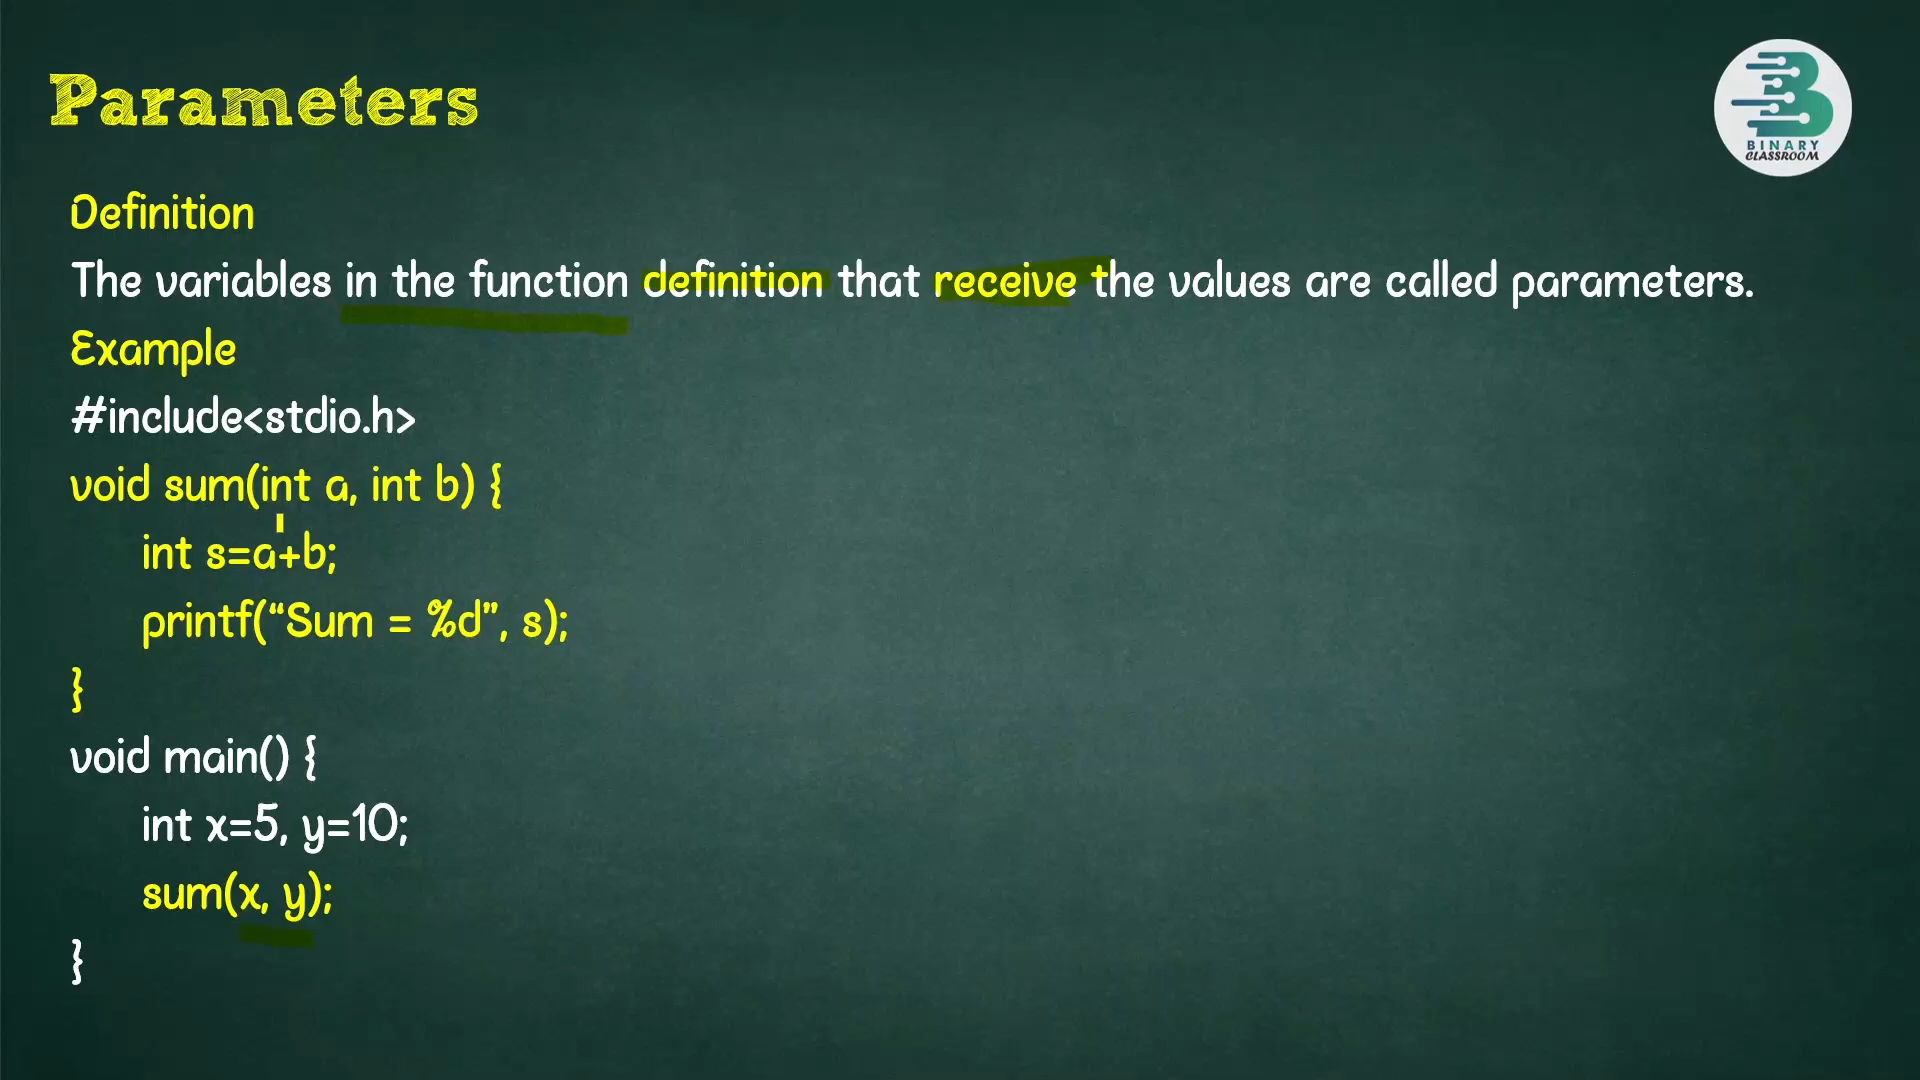 Parameters
BINARY
CLASSROOM
Definition
The variables in the function definition that receive the values are called parameters.
Example
#include<stdio.h>
void sum(int a, int b) {
int s=a+b;
printf(“Sum = %d”, s);
}
void main() {
int x=5, y=10;
sum(x, y);
}